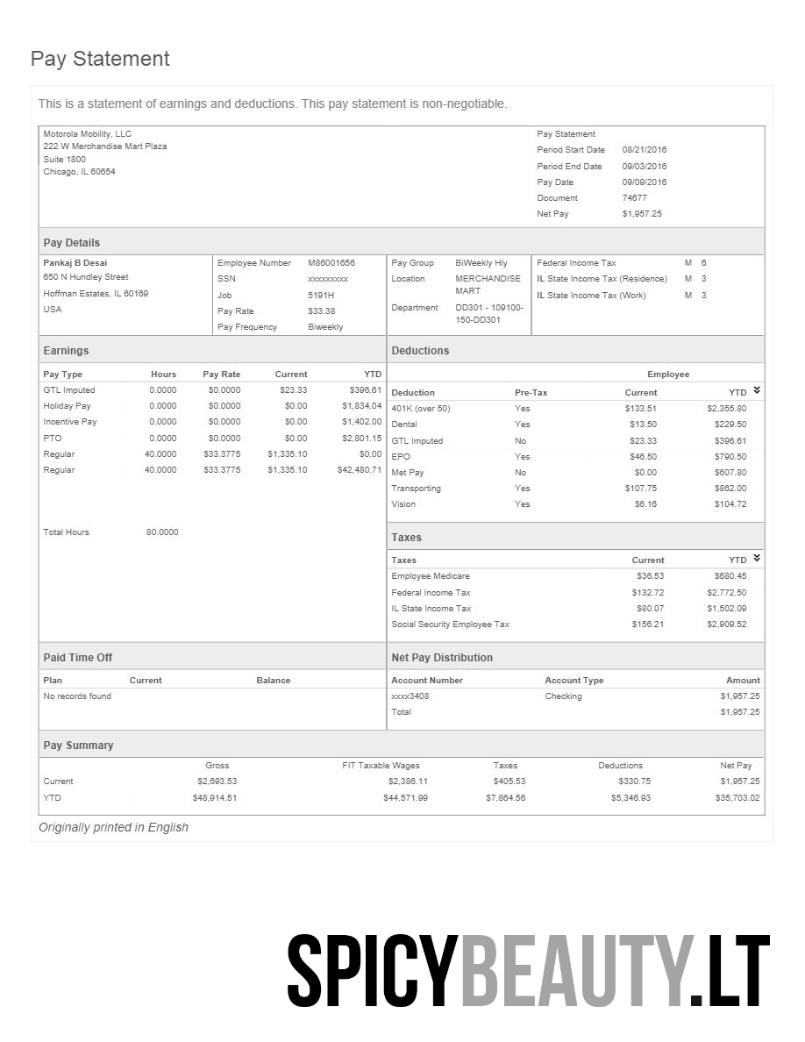 Pay Statement
This is a statement of earnings and deductions. This pay statement is non-negotiable.
Motorola Mobility, LLC
222 W Merchandise Mart Plaza
Suite 1800
Chicago, IL 60654
Pay Statement
Period Start Date 08/21/2016
Period End Date 09/03/2016
Pay Date 09/09/2016
Document 74677
Net Pay $1,957.25
Pay Details
Pankaj B Desai
650 N Hundley Street
Hoffman Estates, IL 60169
USA
Employee Number M86001656
SSN xxxxxxxxx
Job 5191H
Pay Rate $33.38
Pay Frequency Biweekly
Pay Group BiWeekly Hly
Location MERCHANDISE
MART
Department DD301 - 109100-
150-DD301
Federal Income Tax M 6
IL State Income Tax (Residence) M 3
IL State Income Tax (Work) M 3
Earnings
Pay Type Hours Pay Rate Current YTD
GTL Imputed 0.0000 $0.0000 $23.33 $396.61
Holiday Pay 0.0000 $0.0000 $0.00 $1,834.04
Incentive Pay 0.0000 $0.0000 $0.00 $1,402.00
PTO 0.0000 $0.0000 $0.00 $2,801.15
Regular 40.0000 $33.3775 $1,335.10 $0.00
Regular 40.0000 $33.3775 $1,335.10 $42,480.71
Total Hours 80.0000
Deductions
Employee
Deduction Pre-Tax Current YTD
401K (over 50) Yes $133.51 $2,355.80
Dental Yes $13.50 $229.50
GTL Imputed No $23.33 $396.61
EPO Yes $46.50 $790.50
Met Pay No $0.00 $607.80
Transporting Yes $107.75 $862.00
Vision Yes $6.16 $104.72
Taxes
Taxes Current YTD
Employee Medicare $36.53 $680.45
Federal Income Tax $132.72 $2,772.50
IL State Income Tax $80.07 $1,502.09
Social Security Employee Tax $156.21 $2,909.52
Paid Time Off
Plan Current Balance
No records found
Net Pay Distribution
Account Number Account Type Amount
xxxx3408 Checking $1,957.25
Total $1,957.25
Pay Summary
Gross FIT Taxable Wages Taxes Deductions Net Pay
Current $2,693.53 $2,386.11 $405.53 $330.75 $1,957.25
YTD $48,914.51 $44,571.99 $7,864.56 $5,346.93 $35,703.02
Originally printed in English
SPICYBEAUTY.LT